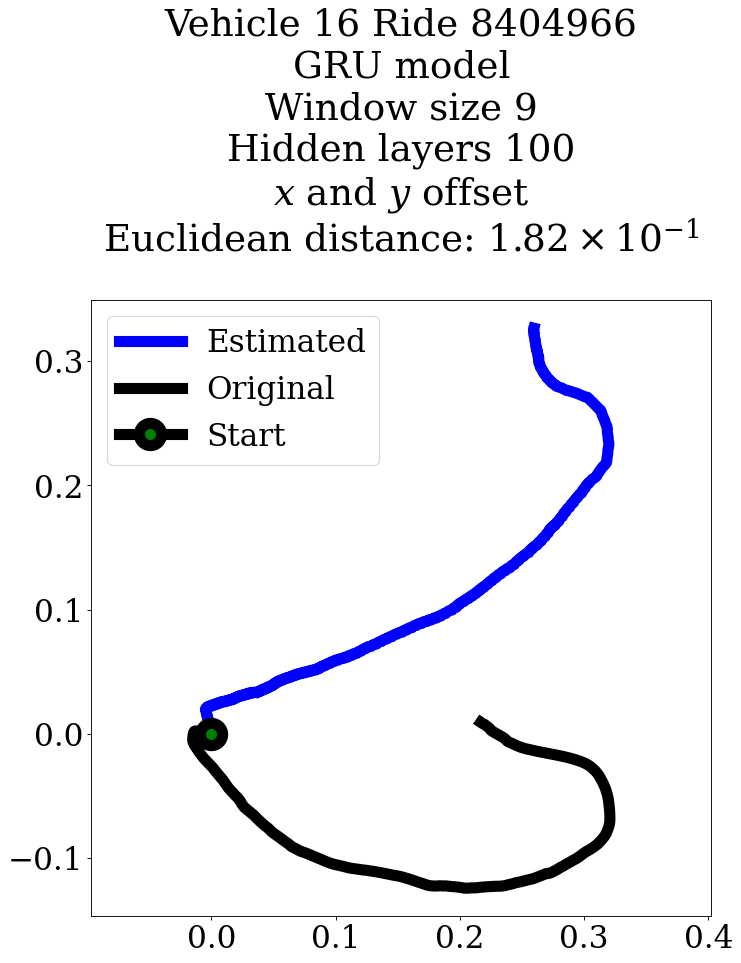 Vehicle 16 Ride 8404966
GRU model
Window size 9
Hidden layers 100
x and y offset
Euclidean distance: 1.82 × 10⁻¹
Estimated
Original
Start
0.3
0.2
0.1
0.0
−0.1
0.0 0.1 0.2 0.3 0.4